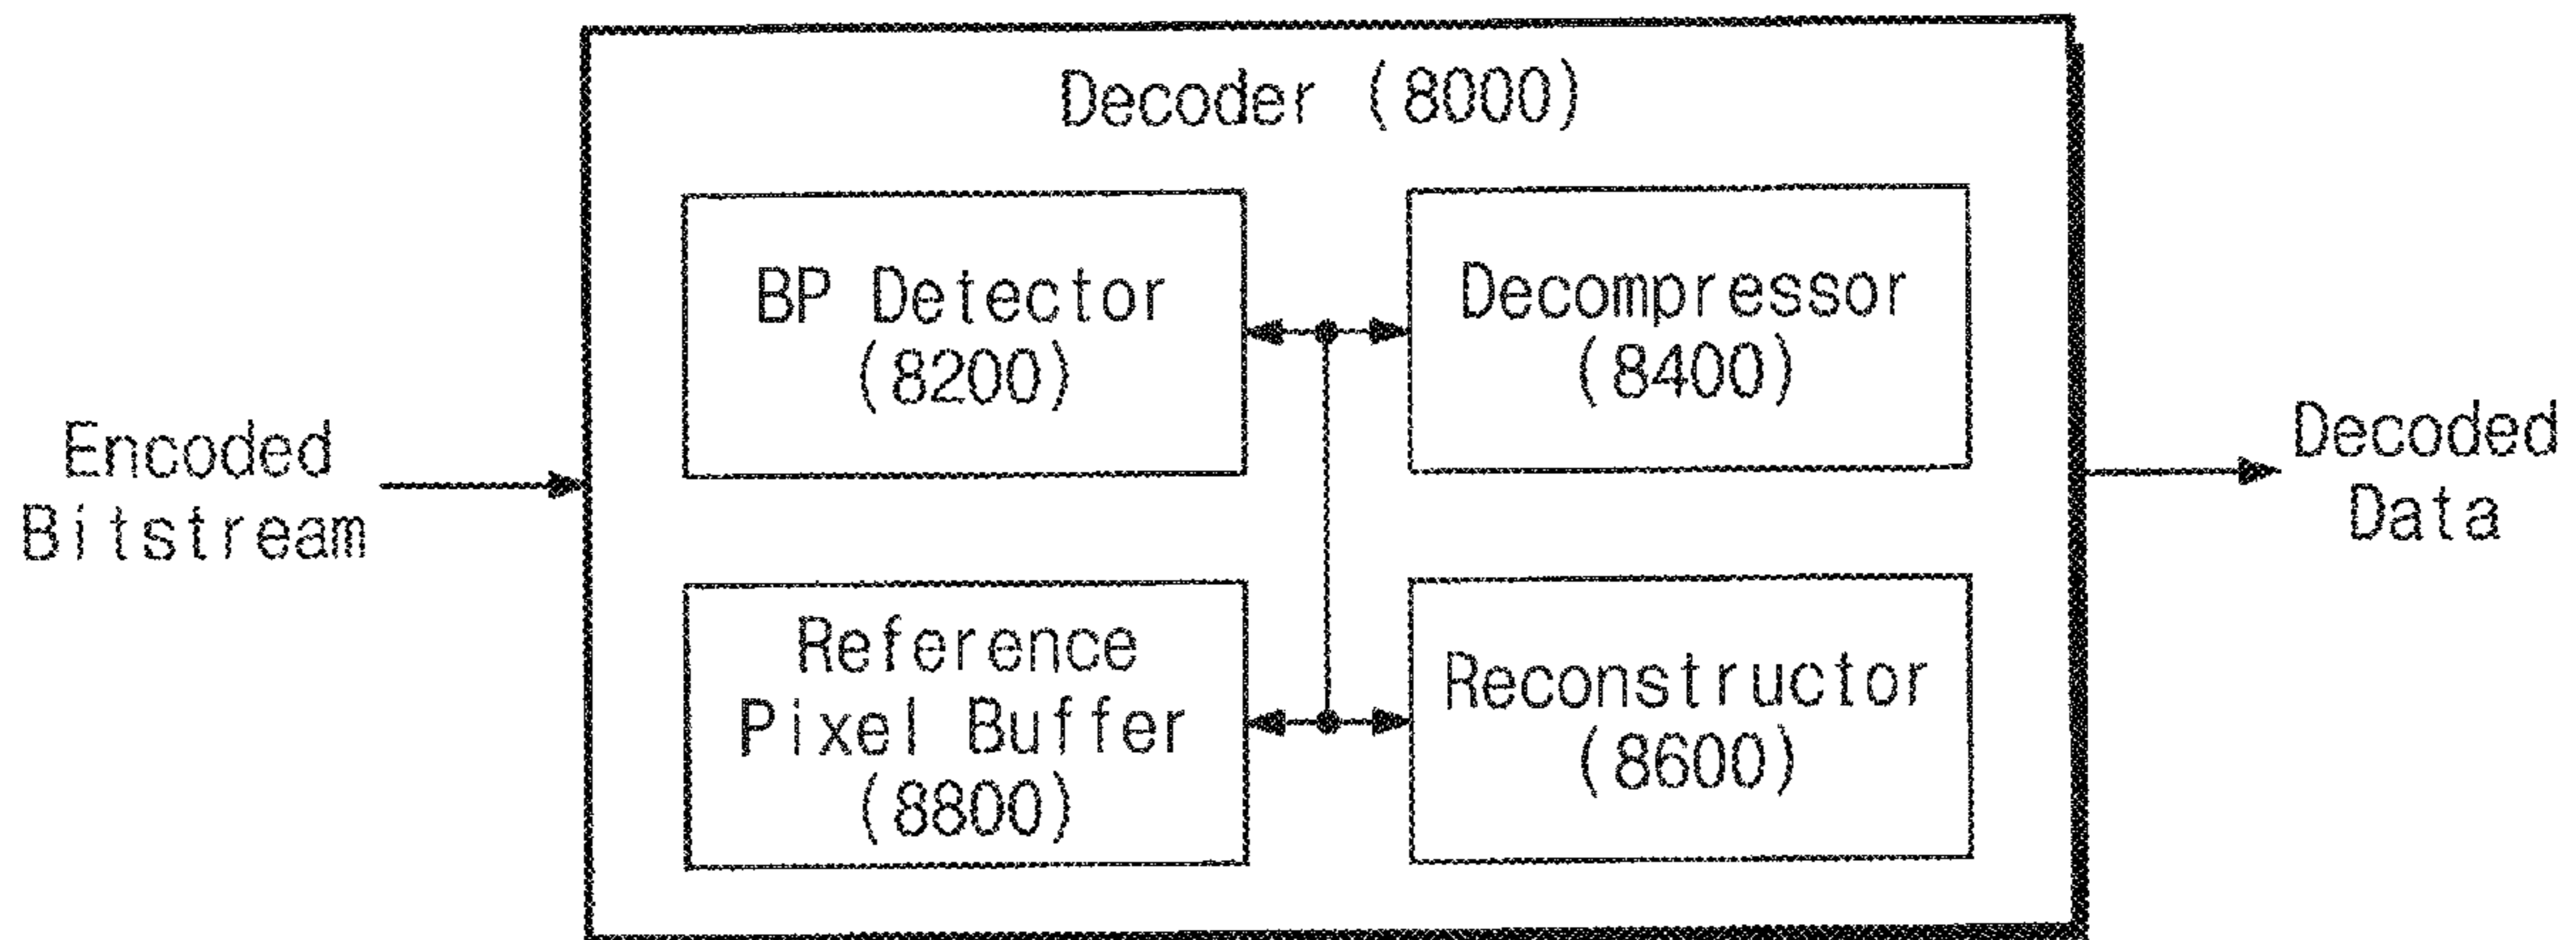 Decoder (8000)
BP Detector
(8200)
Decompressor
(8400)
Encoded
Bitstream
Decoded
Data
Reference
Pixel Buffer
(8800)
Reconstructor
(8600)